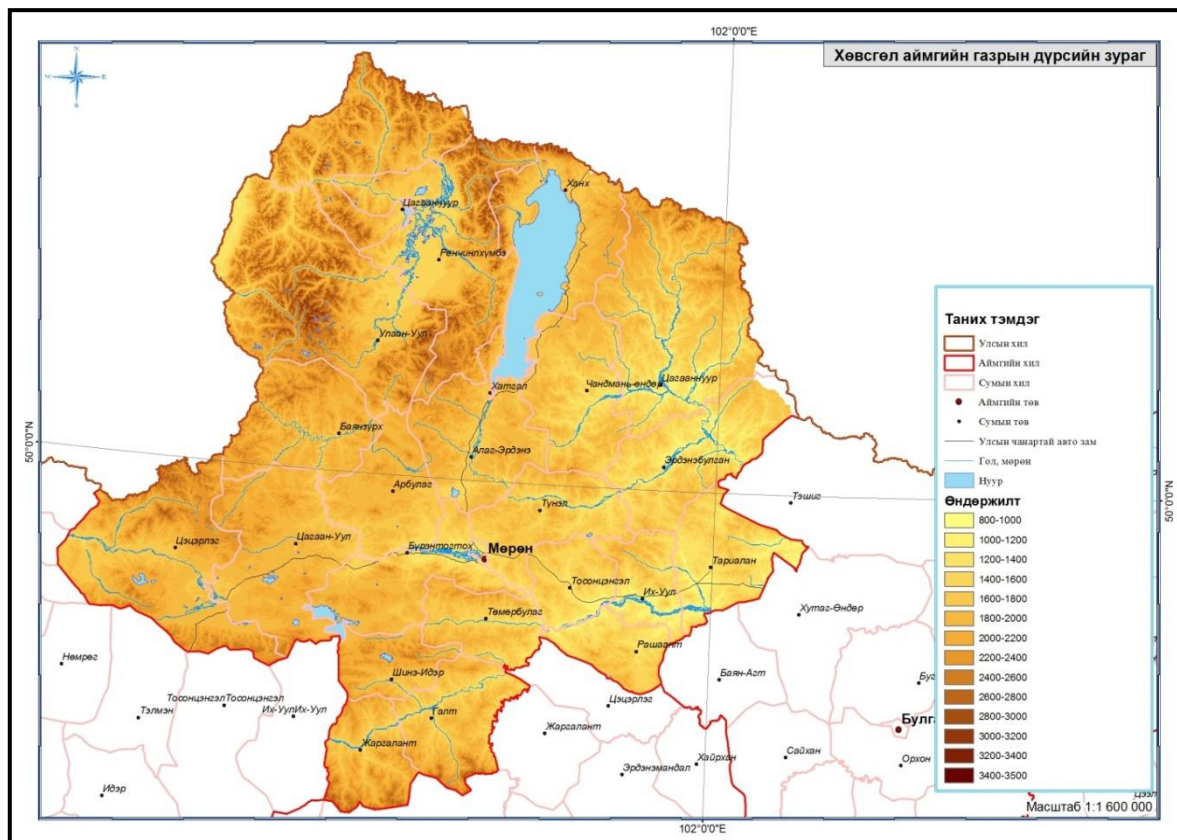 102°0'0"E
Хөвсгөл аймгийн газрын дүрсийн зураг
N
W E
S
Ханх
Цагааннуур
Ренчинлхүмбэ
Улаан-Уул
Хатгал
Чандмань-өндөр
Цагааннуур
Баянзүрх
50°0'0"N
Алаг-Эрдэнэ
Эрдэнэбулган
Арбулаг
Түнэл
Тэшиг
50°0'0"N
Цэцэрлэг
Цагаан-Уул
Бүрэнтогтох
Мөрөн
Тосонцэнгэл
Тариалан
Их-Уул
Төмөрбулаг
Хутаг-Өндөр
Рашаант
Нөмрөг
Шинэ-Идэр
Баян-Агт
Тосонцэнгэл
Тосонцэнгэл
Их-Уул
Их-Уул
Тэлмэн
Галт
Цэцэрлэг
Жаргалант
Жаргалант
Сайхан
Хайрхан
Орхон
Эрдэнэмандал
Идэр
102°0'0"E
Таних тэмдэг
Улсын хил
Аймгийн хил
Сумын хил
Аймгийн төв
Сумын төв
Улсын чанартай авто зам
Гол, мөрөн
Нуур
Өндөржилт
800-1000
1000-1200
1200-1400
1400-1600
1600-1800
1800-2000
2000-2200
2200-2400
2400-2600
2600-2800
2800-3000
3000-3200
3200-3400
3400-3500
Масштаб 1:1 600 000